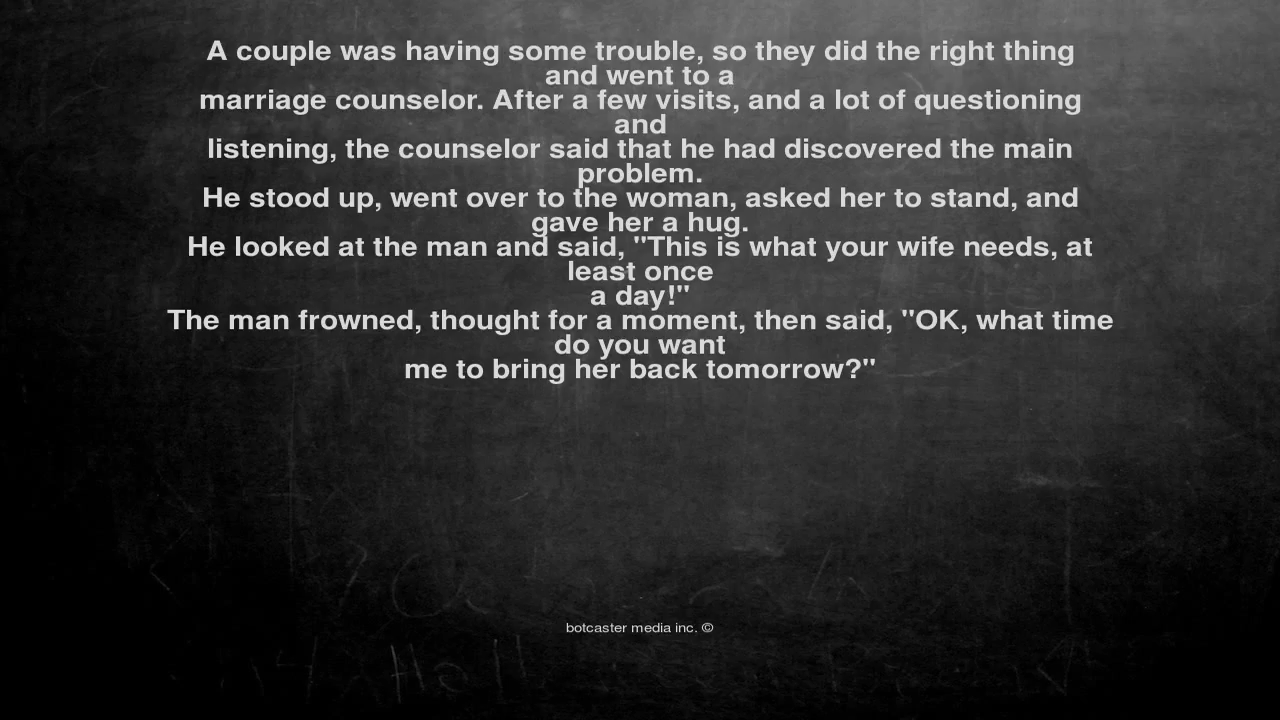 A couple was having some trouble, so they did the right thing
and went to a
marriage counselor. After a few visits, and a lot of questioning
and
listening, the counselor said that he had discovered the main
problem.
He stood up, went over to the woman, asked her to stand, and
gave her a hug.
He looked at the man and said, "This is what your wife needs, at
least once
a day!"
The man frowned, thought for a moment, then said, "OK, what time
do you want
me to bring her back tomorrow?"
botcaster media inc. ©